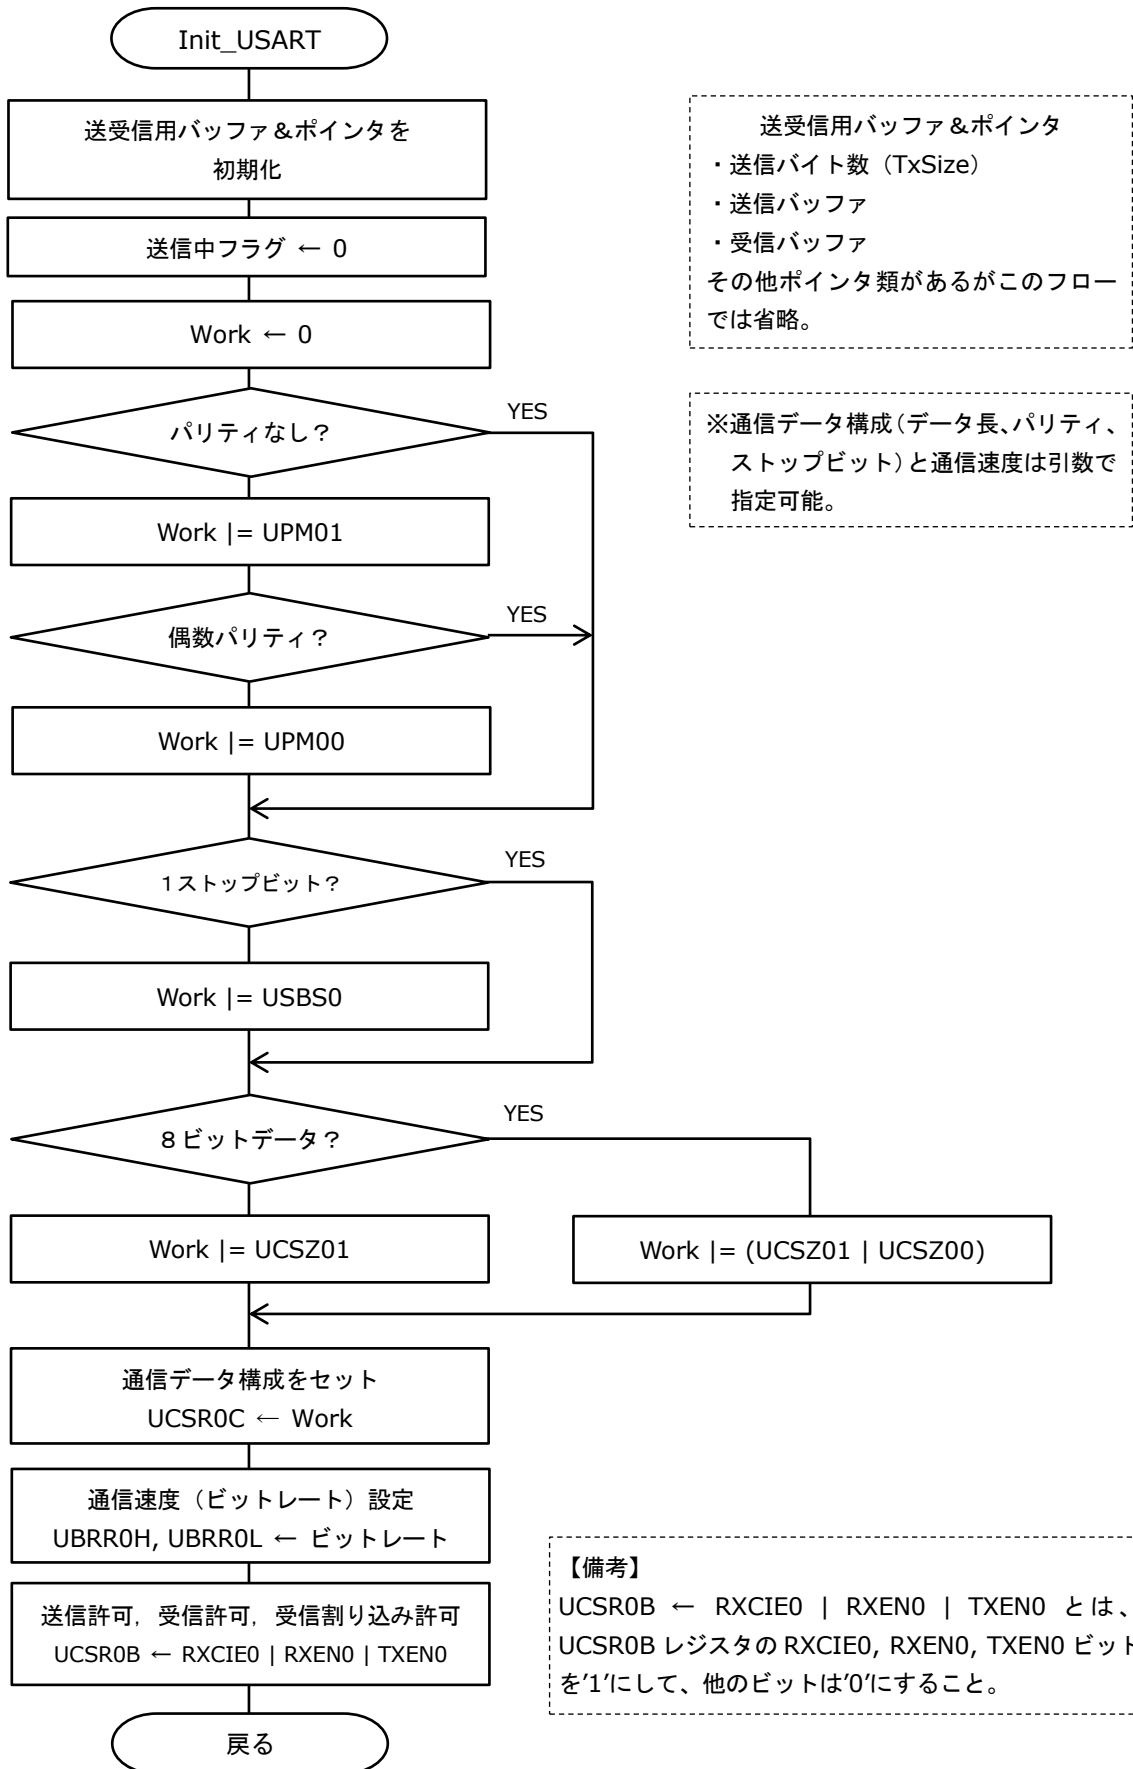 Init_USART
送受信用バッファ&ポインタを
初期化
送信中フラグ ← 0
Work ← 0
パリティなし?
YES
Work |= UPM01
偶数パリティ?
YES
Work |= UPM00
1ストップビット?
YES
Work |= USBS0
8ビットデータ?
YES
Work |= UCSZ01
Work |= (UCSZ01 | UCSZ00)
通信データ構成をセット
UCSR0C ← Work
通信速度(ビットレート)設定
UBRR0H, UBRR0L ← ビットレート
送信許可, 受信許可, 受信割り込み許可
UCSR0B ← RXCIE0 | RXEN0 | TXEN0
戻る
送受信用バッファ&ポインタ
・送信バイト数(TxSize)
・送信バッファ
・受信バッファ
その他ポインタ類があるがこのフロー
では省略。
※通信データ構成(データ長、パリティ、
ストップビット)と通信速度は引数で
指定可能。
【備考】
UCSR0B ← RXCIE0 | RXEN0 | TXEN0 とは、
UCSR0B レジスタの RXCIE0, RXEN0, TXEN0 ビット
を'1'にして、他のビットは'0'にすること。